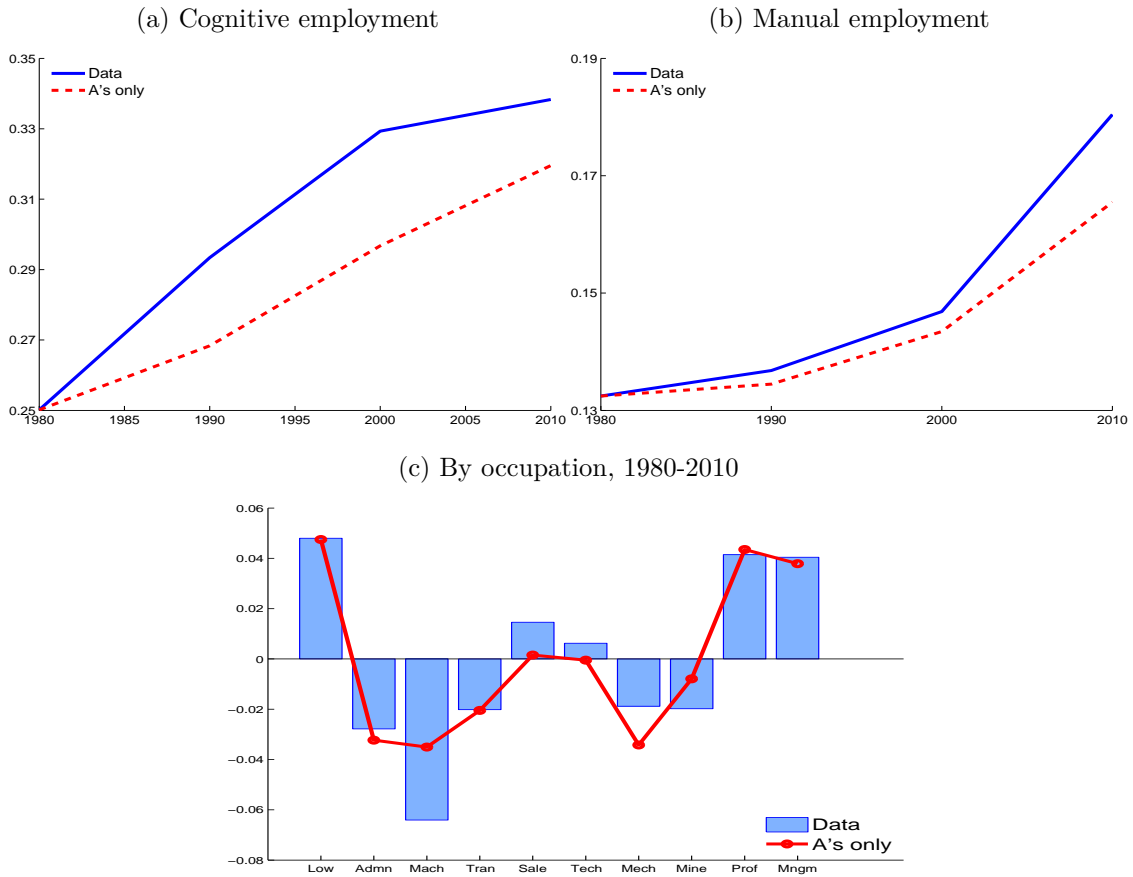 (a) Cognitive employment
0.35
0.33
0.31
0.29
0.27
0.25
Data
A's only
1980 1985 1990 1995 2000 2005 2010
(b) Manual employment
0.19
0.17
0.15
0.13
Data
A's only
1980 1990 2000 2010
(c) By occupation, 1980-2010
0.06
0.04
0.02
0
−0.02
−0.04
−0.06
−0.08
Low Admn Mach Tran Sale Tech Mech Mine Prof Mngm
Data
A's only